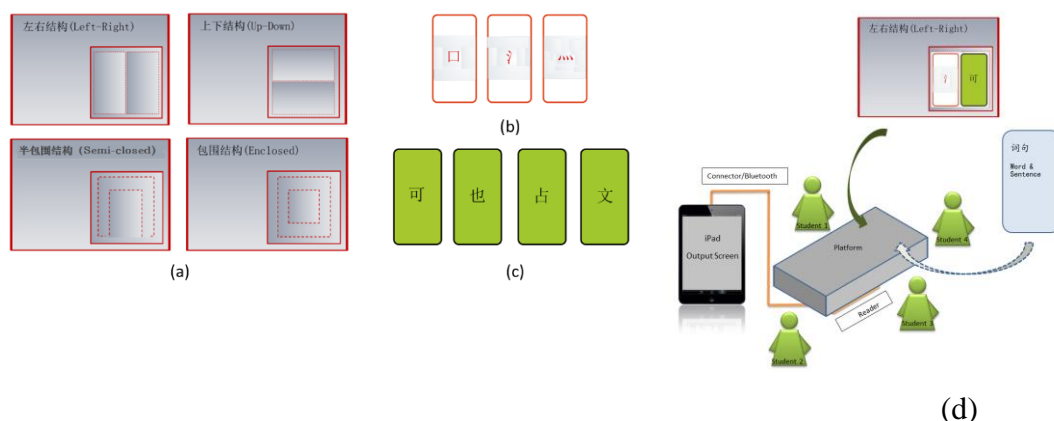 左右结构(Left-Right)
上下结构(Up-Down)
半包围结构 (Semi-closed)
包围结构(Enclosed)
(a)
口
氵
灬
(b)
可
也
占
文
(c)
左右结构(Left-Right)
氵
可
词句
Word &
Sentence
Connector/Bluetooth
iPad
Output Screen
Student 1
Student 4
Platform
Reader
Student 3
Student 2
(d)